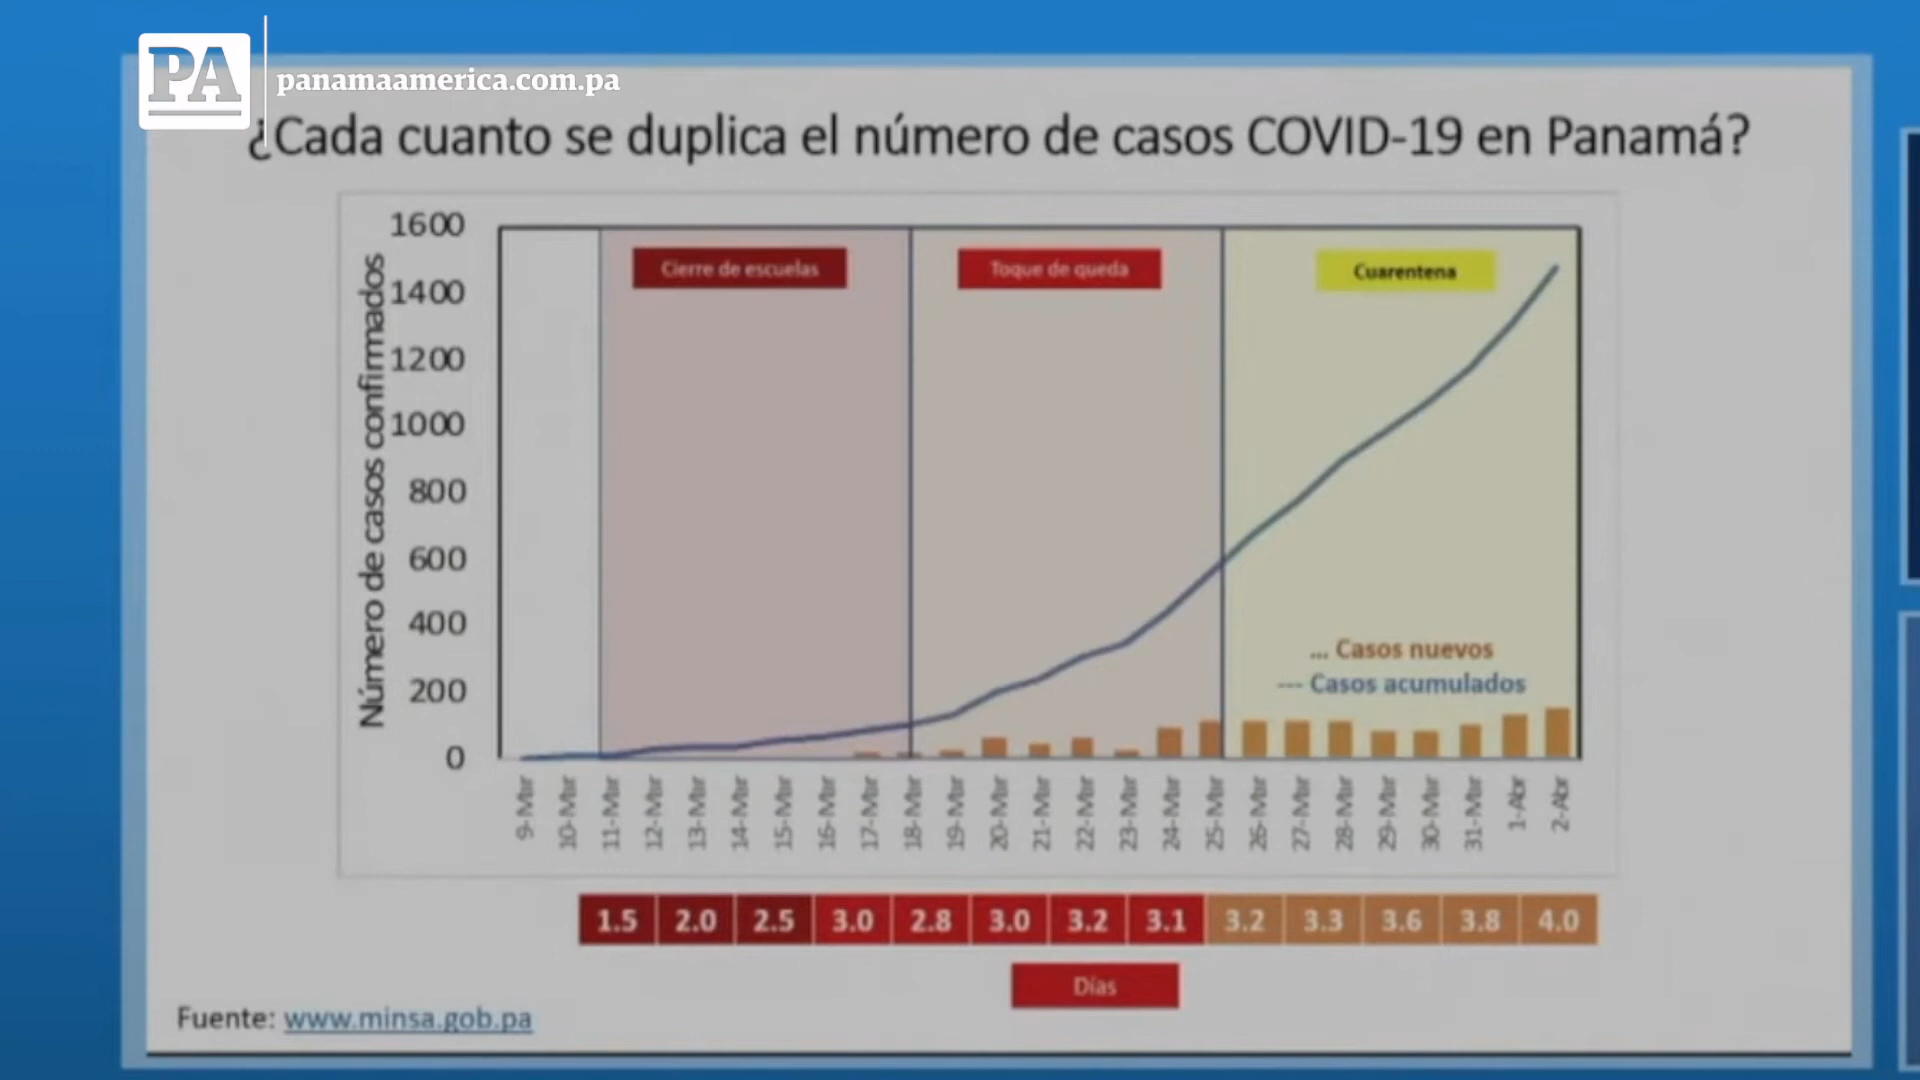 PA
panamaamerica.com.pa
¿Cada cuanto se duplica el número de casos COVID-19 en Panamá?
Número de casos confirmados
1600
1400
1200
1000
800
600
400
200
0
Cierre de escuelas
Toque de queda
Cuarentena
... Casos nuevos
--- Casos acumulados
9-Mar
10-Mar
11-Mar
12-Mar
13-Mar
14-Mar
15-Mar
16-Mar
17-Mar
18-Mar
19-Mar
20-Mar
21-Mar
22-Mar
23-Mar
24-Mar
25-Mar
26-Mar
27-Mar
28-Mar
29-Mar
30-Mar
31-Mar
1-Abr
2-Abr
1.5 2.0 2.5 3.0 2.8 3.0 3.2 3.1 3.2 3.3 3.6 3.8 4.0
Días
Fuente: www.minsa.gob.pa